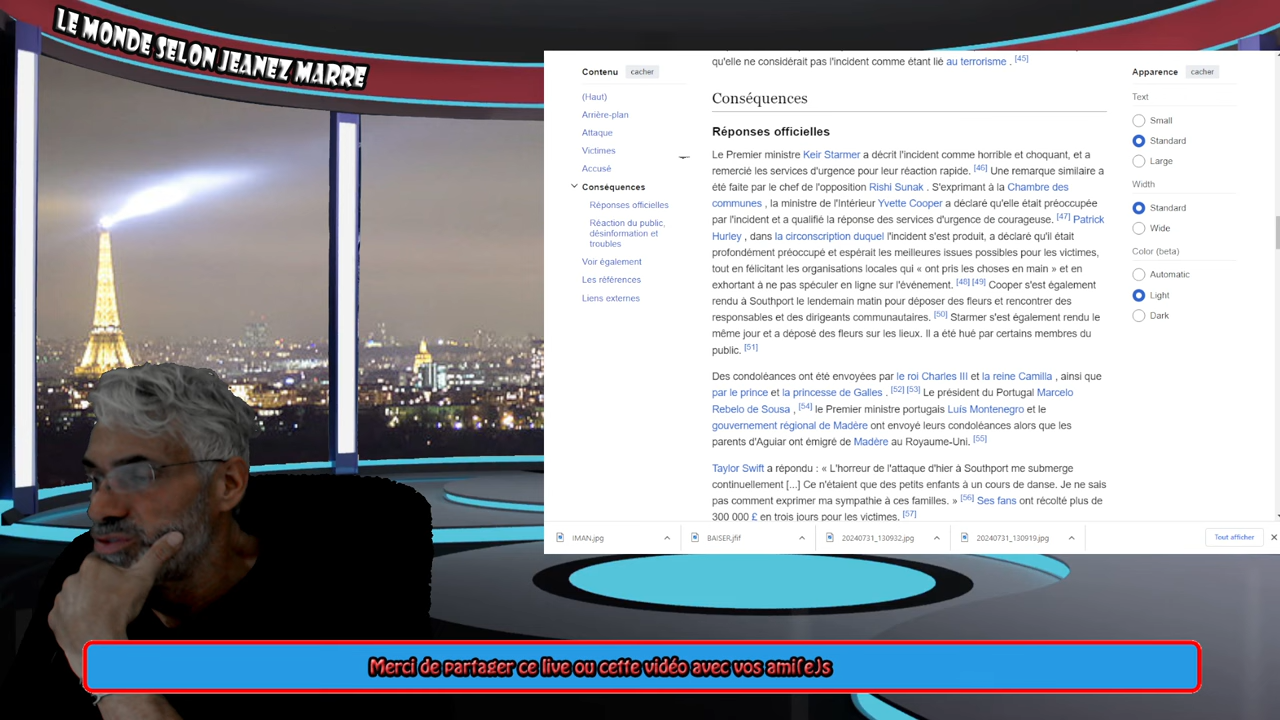 LE MONDE SELON JEANEZ MARRE
Contenu cacher
(Haut)
Arrière-plan
Attaque
Victimes
Accusé
Conséquences
Réponses officielles
Réaction du public,
désinformation et
troubles
Voir également
Les références
Liens externes
qu'elle ne considérait pas l'incident comme étant lié au terrorisme . [45]
Conséquences
Réponses officielles
Le Premier ministre Keir Starmer a décrit l'incident comme horrible et choquant, et a
remercié les services d'urgence pour leur réaction rapide. [46] Une remarque similaire a
été faite par le chef de l'opposition Rishi Sunak . S'exprimant à la Chambre des
communes , la ministre de l'Intérieur Yvette Cooper a déclaré qu'elle était préoccupée
par l'incident et a qualifié la réponse des services d'urgence de courageuse. [47] Patrick
Hurley , dans la circonscription duquel l'incident s'est produit, a déclaré qu'il était
profondément préoccupé et espérait les meilleures issues possibles pour les victimes,
tout en félicitant les organisations locales qui « ont pris les choses en main » et en
exhortant à ne pas spéculer en ligne sur l'événement. [48] [49] Cooper s'est également
rendu à Southport le lendemain matin pour déposer des fleurs et rencontrer des
responsables et des dirigeants communautaires. [50] Starmer s'est également rendu le
même jour et a déposé des fleurs sur les lieux. Il a été hué par certains membres du
public. [51]
Des condoléances ont été envoyées par le roi Charles III et la reine Camilla , ainsi que
par le prince et la princesse de Galles . [52] [53] Le président du Portugal Marcelo
Rebelo de Sousa , [54] le Premier ministre portugais Luís Montenegro et le
gouvernement régional de Madère ont envoyé leurs condoléances alors que les
parents d'Aguiar ont émigré de Madère au Royaume-Uni. [55]
Taylor Swift a répondu : « L'horreur de l'attaque d'hier à Southport me submerge
continuellement [...] Ce n'étaient que des petits enfants à un cours de danse. Je ne sais
pas comment exprimer ma sympathie à ces familles. » [56] Ses fans ont récolté plus de
300 000 £ en trois jours pour les victimes. [57]
Apparence cacher
Text
Small
Standard
Large
Width
Standard
Wide
Color (beta)
Automatic
Light
Dark
IMAN.jpg
BAISER.jfif
20240731_130932.jpg
20240731_130919.jpg
Tout afficher
Merci de partager ce live ou cette vidéo avec vos ami(e)s